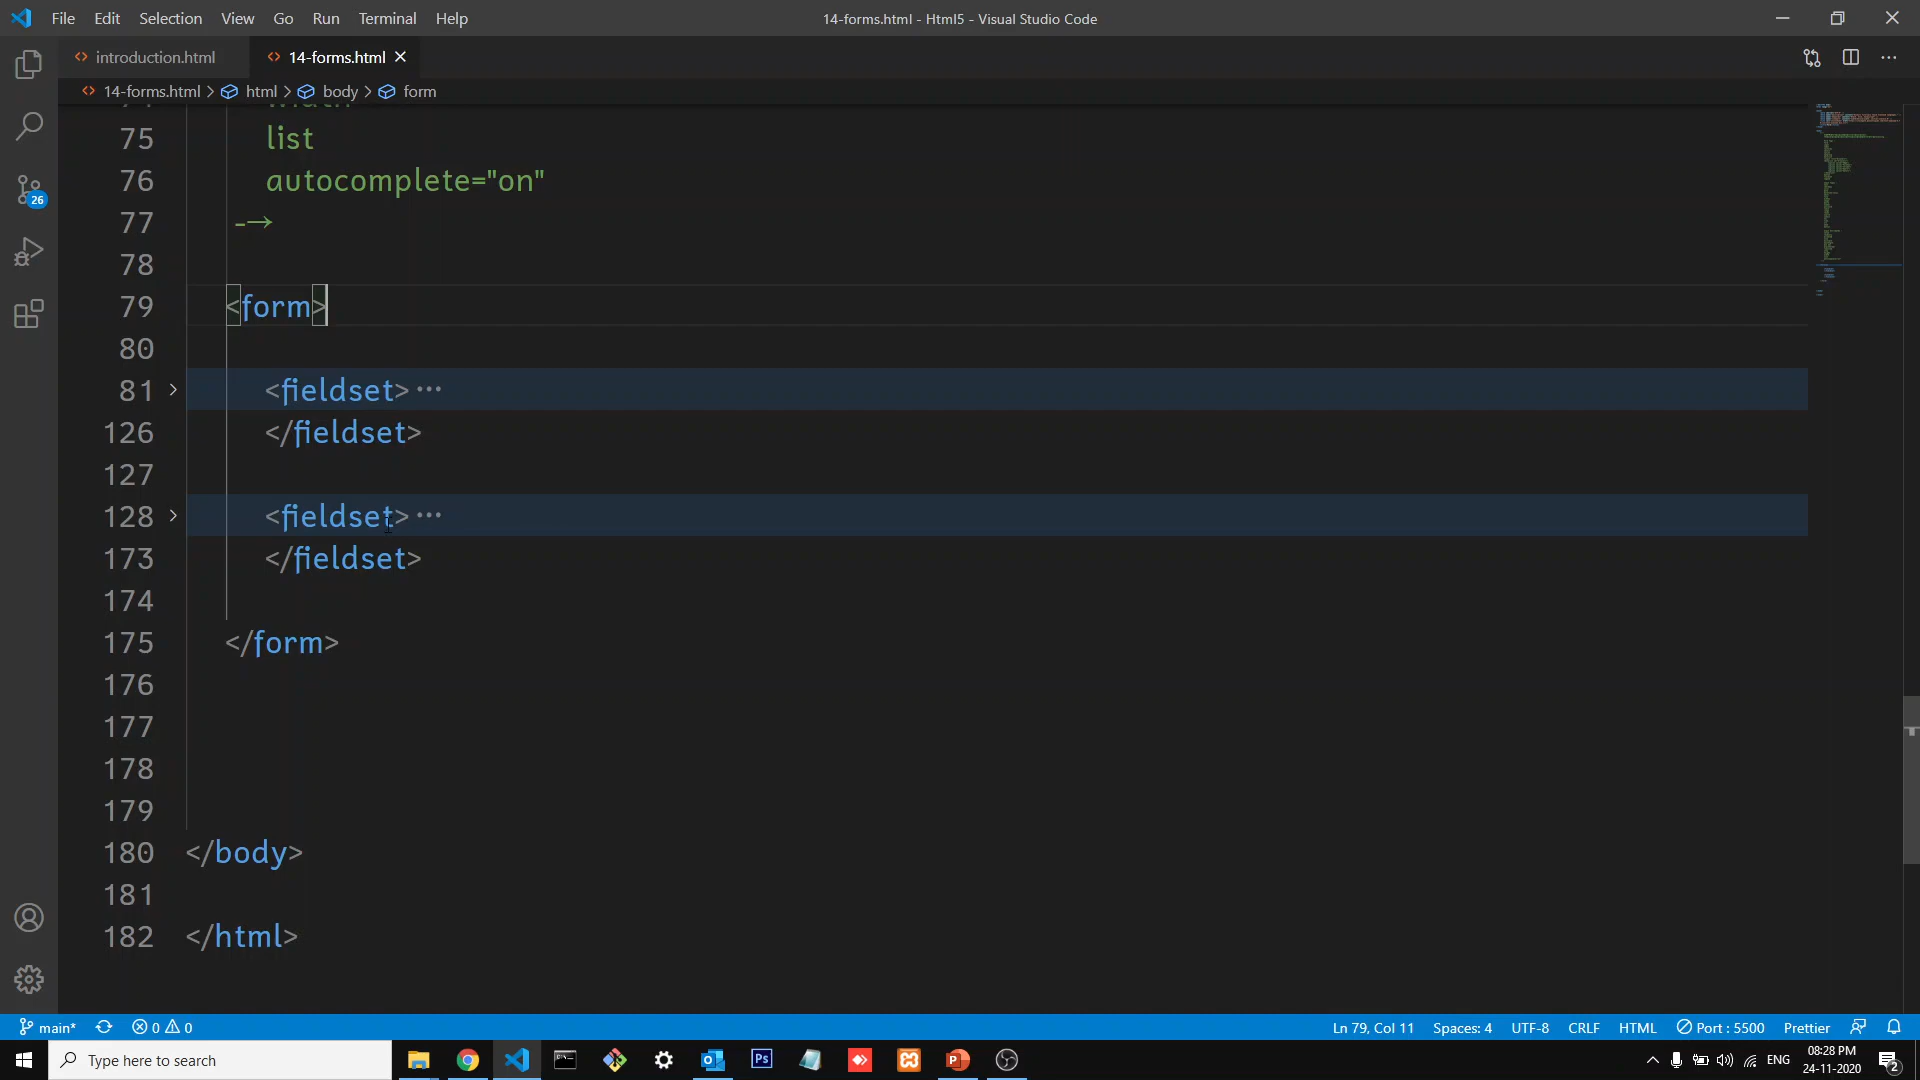 File Edit Selection View Go Run Terminal Help
14-forms.html - Html5 - Visual Studio Code
introduction.html
14-forms.html
14-forms.html > html > body > form
75 list
76 autocomplete="on"
77 -->
78
79 <form>
80
81 <fieldset>...
126 </fieldset>
127
128 <fieldset>...
173 </fieldset>
174
175 </form>
176
177
178
179
180 </body>
181
182 </html>
26
main* 0 0
Ln 79, Col 11 Spaces: 4 UTF-8 CRLF HTML Port : 5500 Prettier
Type here to search
Ps
ENG
08:28 PM
24-11-2020
2